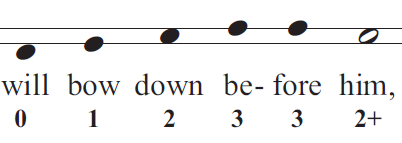 will bow down be- fore him,
0 1 2 3 3 2+